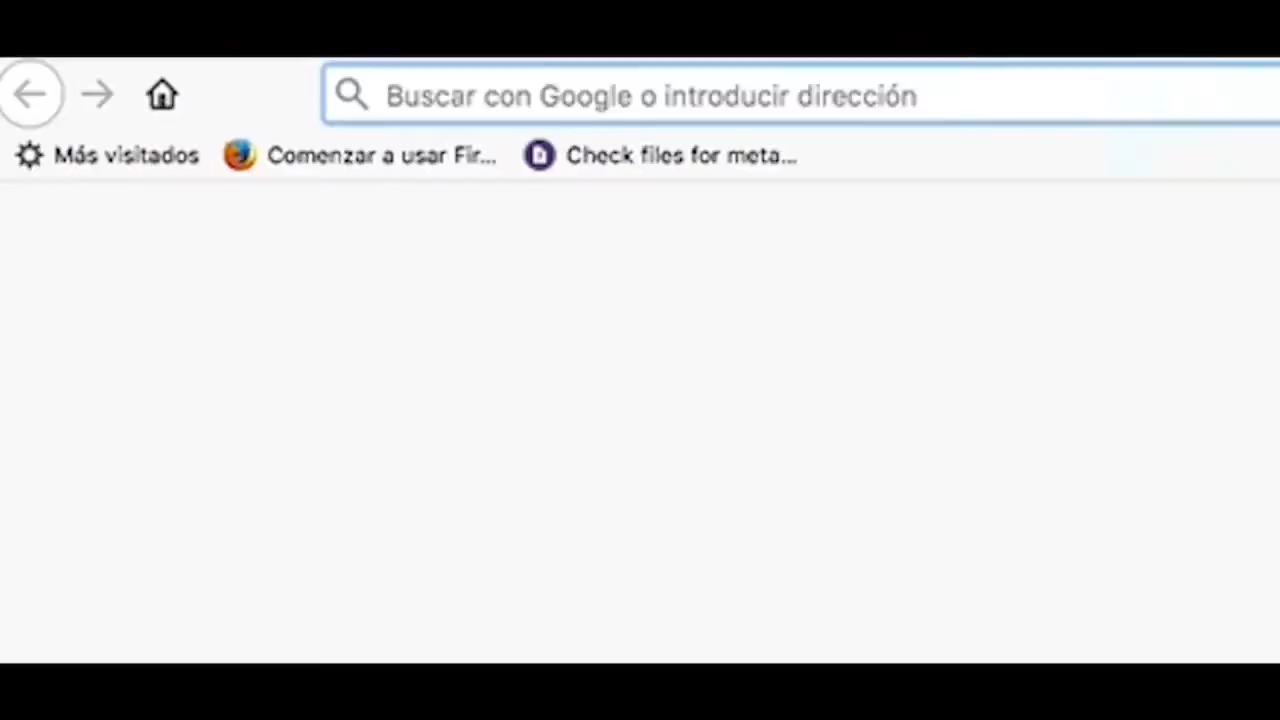 Buscar con Google o introducir dirección
Más visitados Comenzar a usar Fir... Check files for meta...